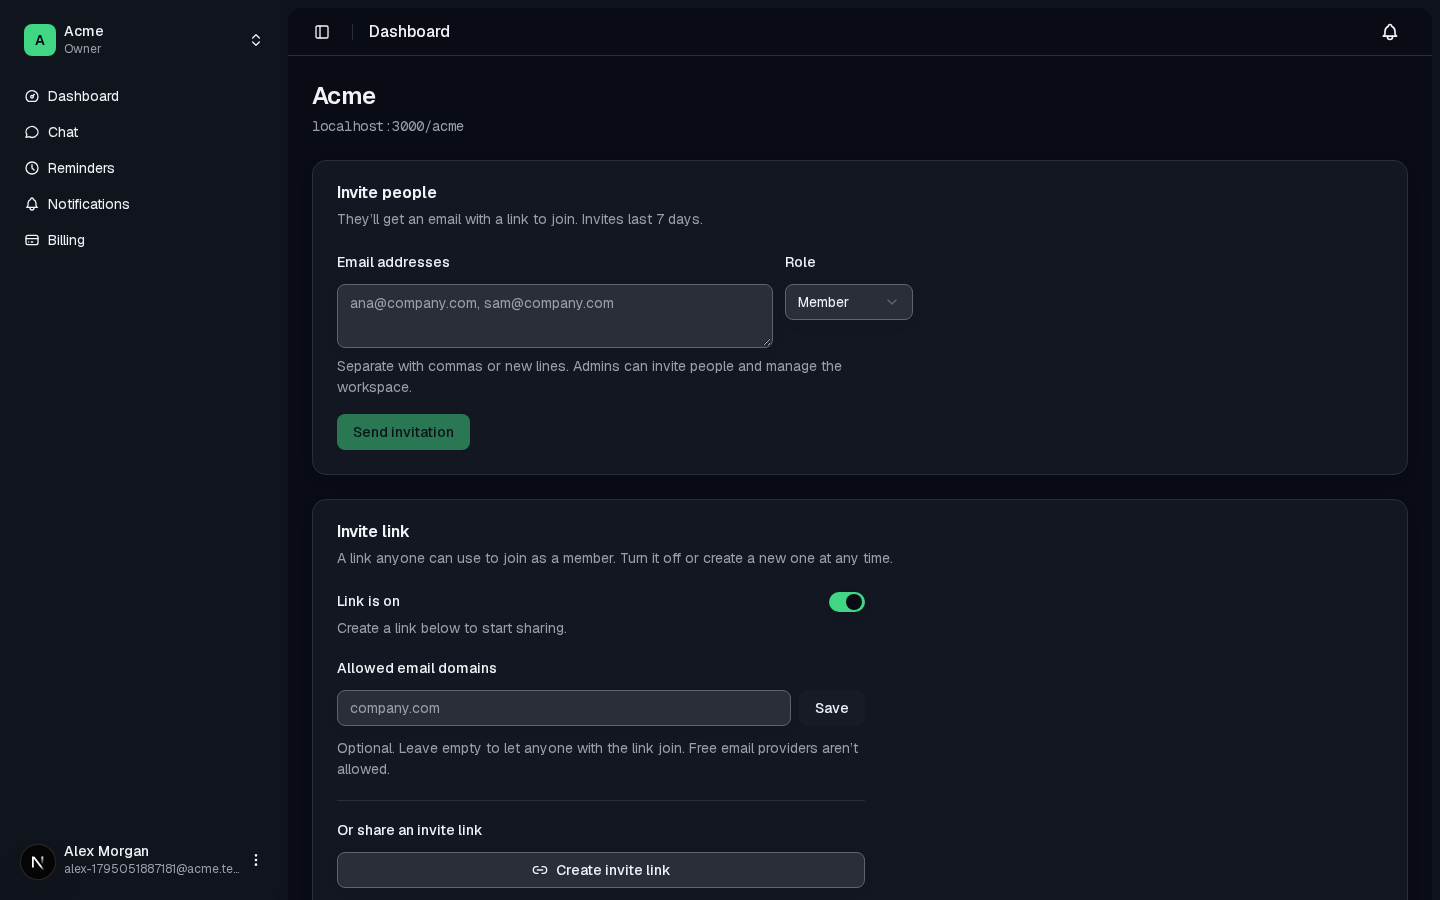 A
Acme
Owner
Dashboard
Chat
Reminders
Notifications
Billing
Dashboard
Acme
localhost:3000/acme
Invite people
They'll get an email with a link to join. Invites last 7 days.
Email addresses
Role
ana@company.com, sam@company.com
Member
Separate with commas or new lines. Admins can invite people and manage the
workspace.
Send invitation
Invite link
A link anyone can use to join as a member. Turn it off or create a new one at any time.
Link is on
Create a link below to start sharing.
Allowed email domains
company.com
Save
Optional. Leave empty to let anyone with the link join. Free email providers aren't
allowed.
Or share an invite link
Create invite link
N
Alex Morgan
alex-1795051887181@acme.te…